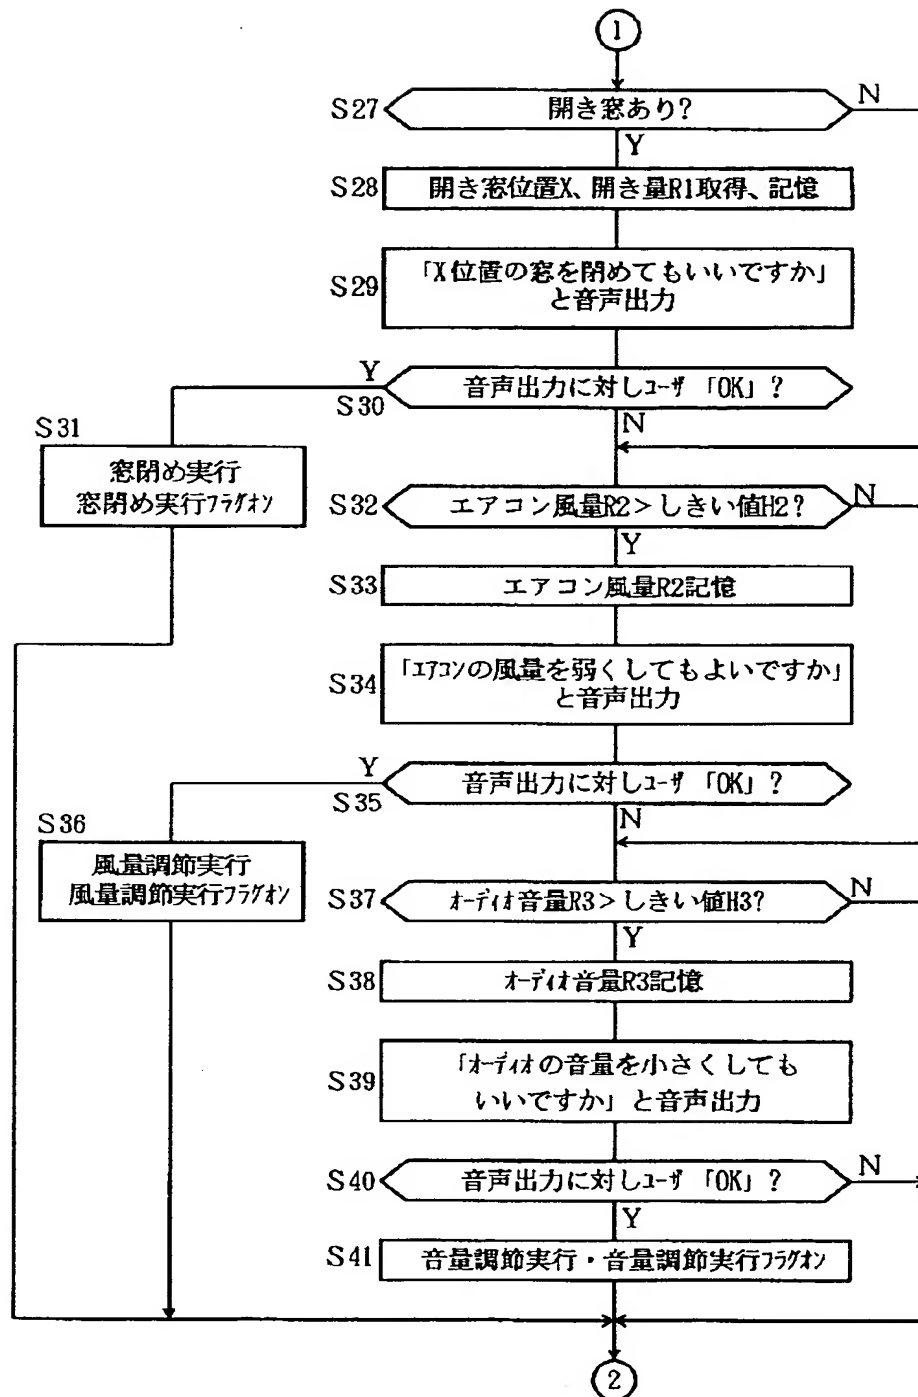 1
S27
開き窓あり?
N
Y
S28
開き窓位置X、開き量R1取得、記憶
S29
「X位置の窓を閉めてもいいですか」
と音声出力
Y
S30
音声出力に対しユーザ 「OK」?
N
S31
窓閉め実行
窓閉め実行フラグオン
S32
エアコン風量R2>しきい値H2?
N
Y
S33
エアコン風量R2記憶
S34
「エアコンの風量を弱くしてもよいですか」
と音声出力
Y
S35
音声出力に対しユーザ 「OK」?
N
S36
風量調節実行
風量調節実行フラグオン
S37
オーディオ音量R3>しきい値H3?
N
Y
S38
オーディオ音量R3記憶
S39
「オーディオの音量を小さくしても
いいですか」と音声出力
S40
音声出力に対しユーザ 「OK」?
N
Y
S41
音量調節実行・音量調節実行フラグオン
2